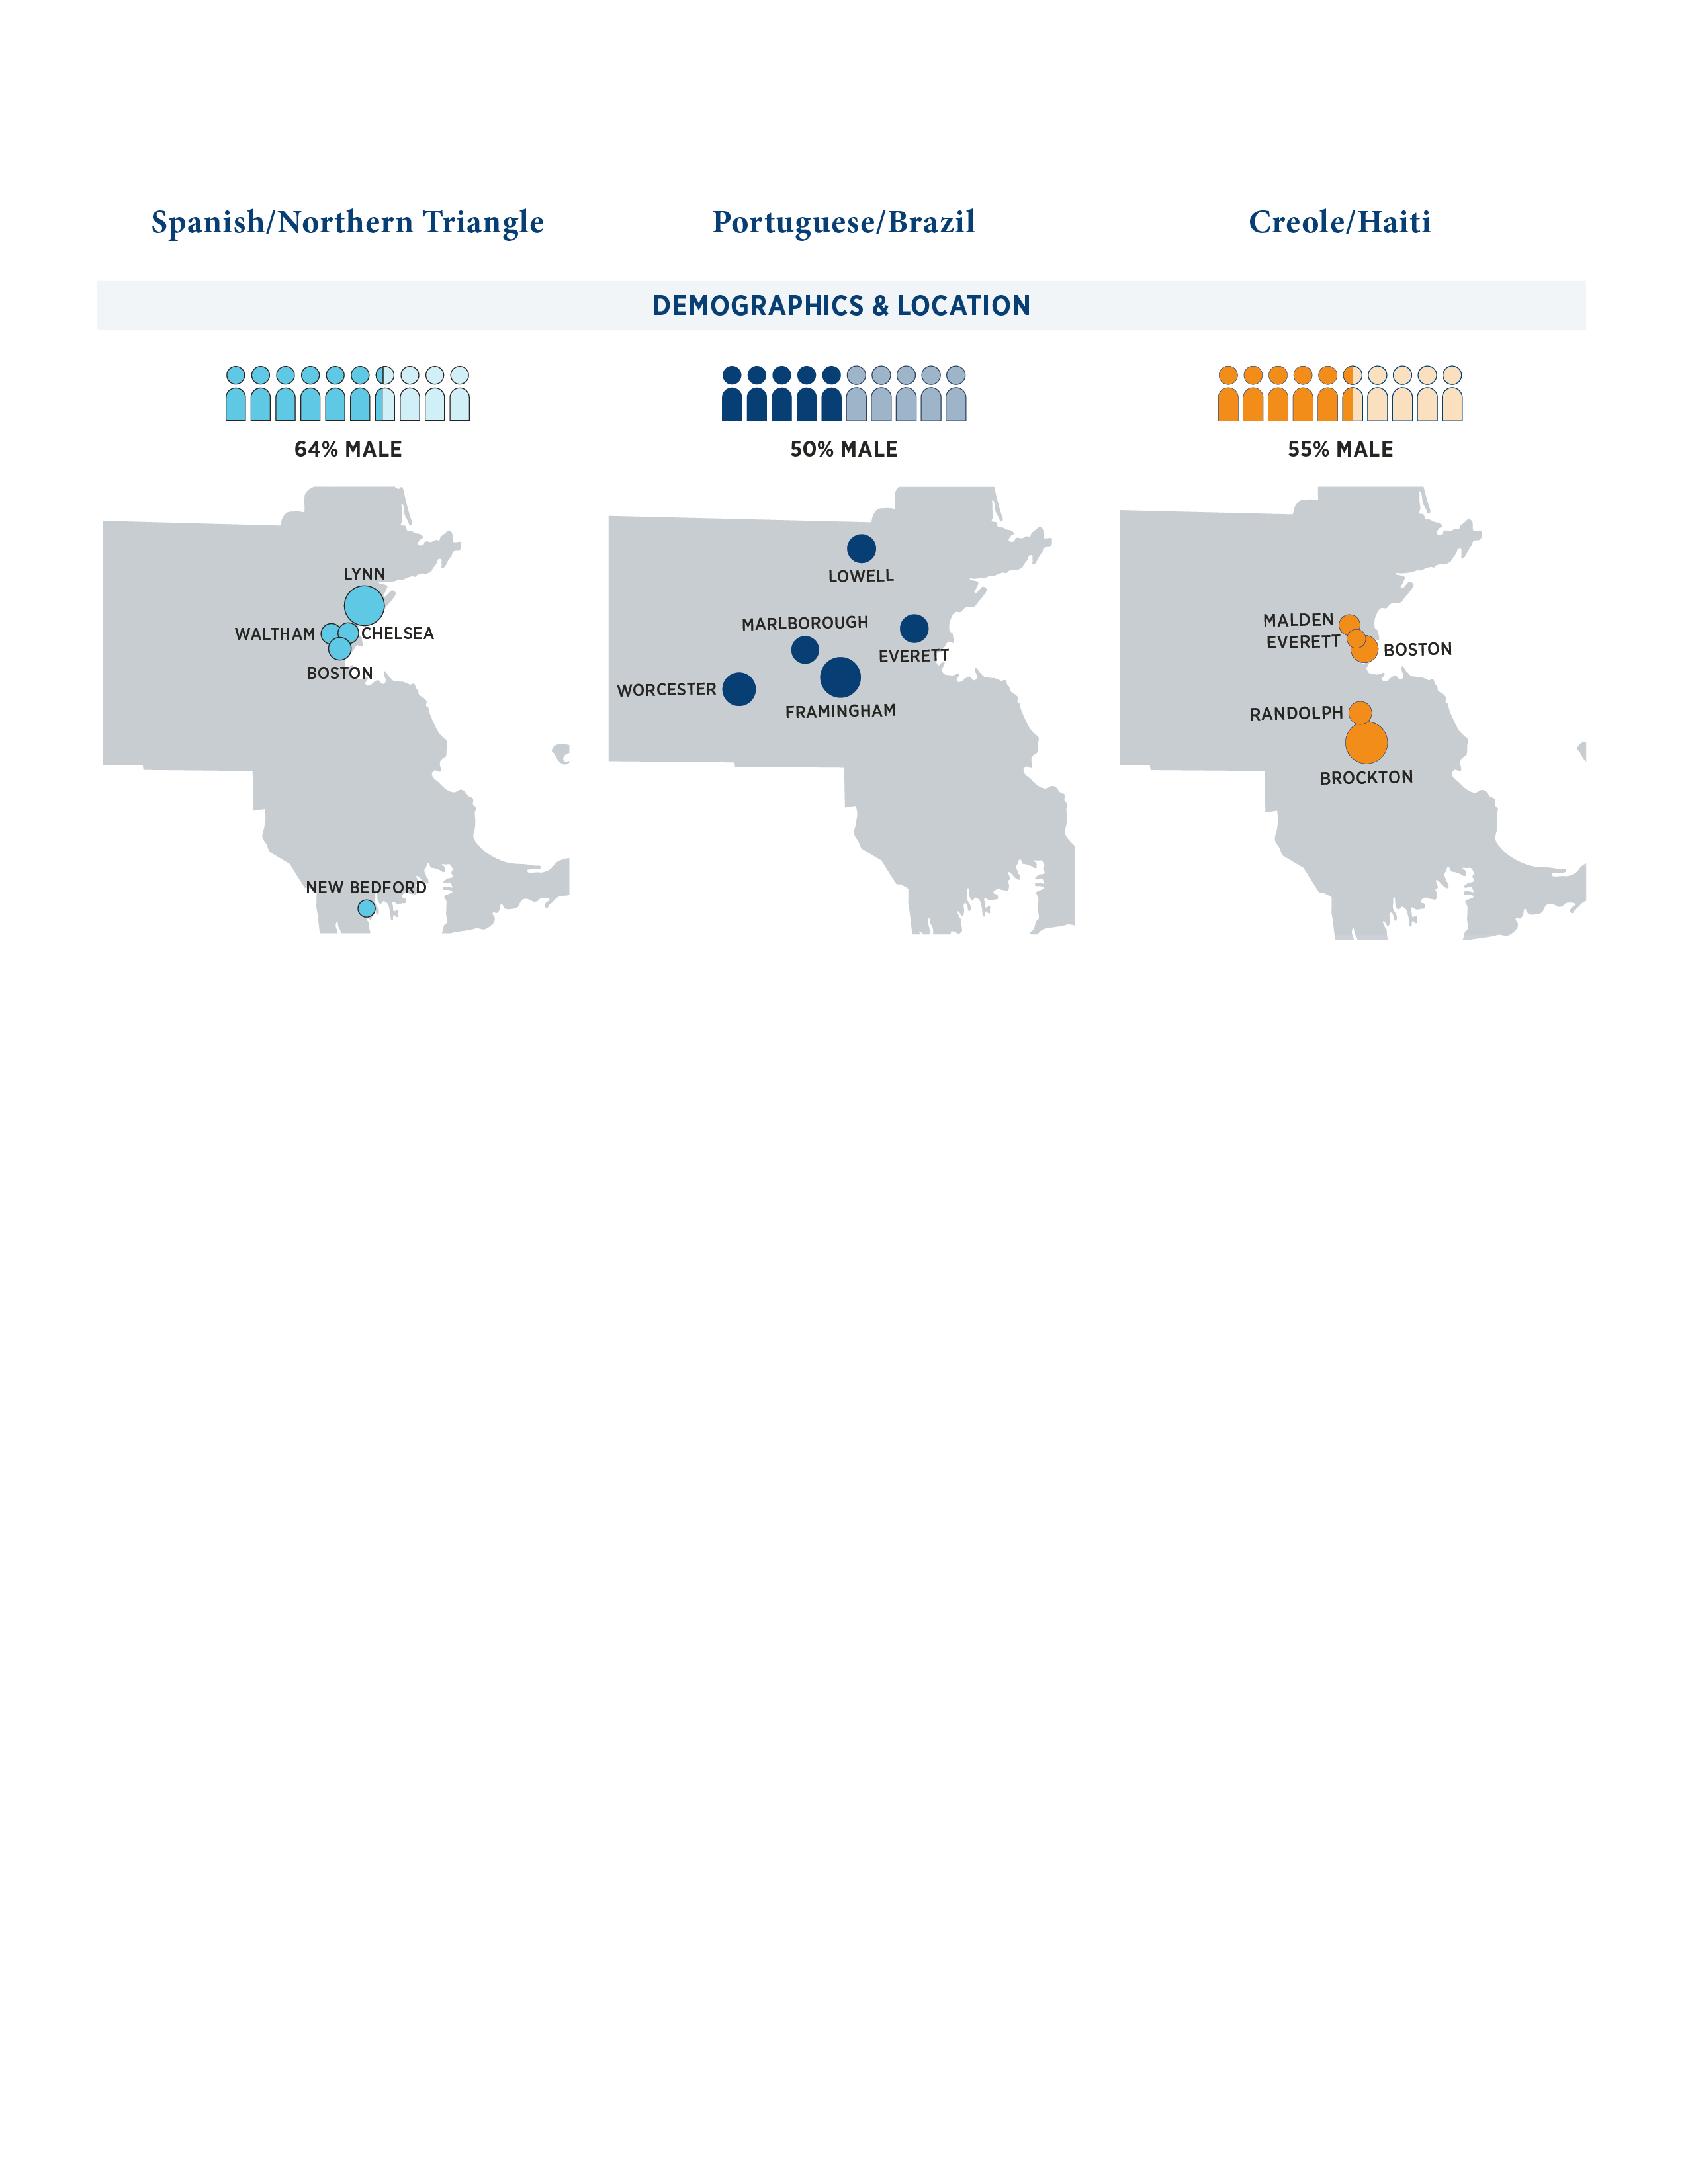 Spanish/Northern Triangle
Portuguese/Brazil
Creole/Haiti
DEMOGRAPHICS & LOCATION
64% MALE
50% MALE
55% MALE
LYNN
WALTHAM
CHELSEA
BOSTON
NEW BEDFORD
LOWELL
MARLBOROUGH
EVERETT
WORCESTER
FRAMINGHAM
MALDEN
EVERETT
BOSTON
RANDOLPH
BROCKTON